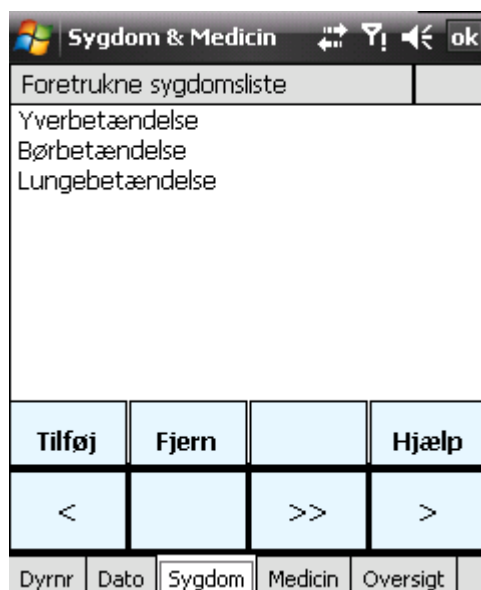 Sygdom & Medicin ok
Foretrukne sygdomsliste
Yverbetændelse
Børbetændelse
Lungebetændelse
Tilføj Fjern Hjælp
< >> >
Dyrnr Dato Sygdom Medicin Oversigt